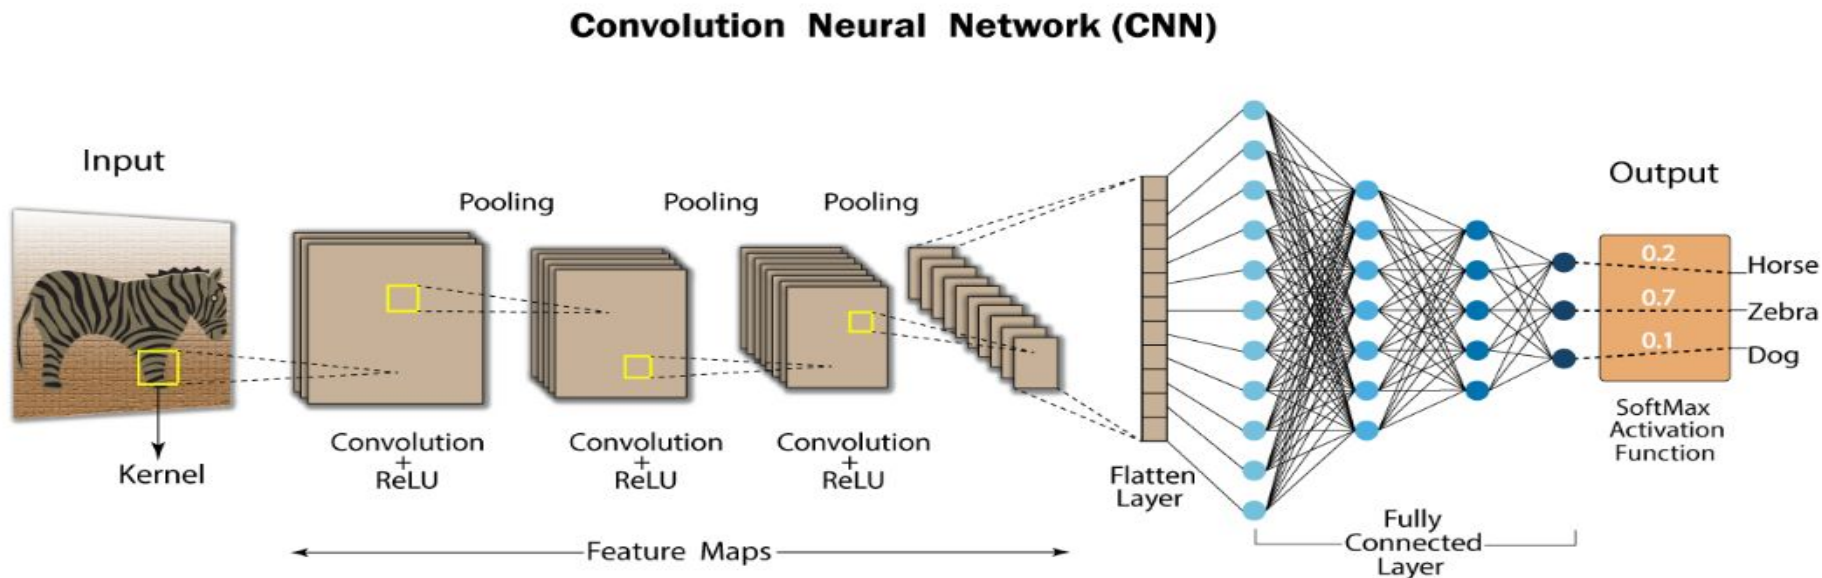 Convolution Neural Network (CNN)
Input
Kernel
Pooling
Pooling
Pooling
Convolution
+
ReLU
Convolution
+
ReLU
Convolution
+
ReLU
Feature Maps
Flatten
Layer
Fully
Connected
Layer
Output
0.2
Horse
0.7
Zebra
0.1
Dog
SoftMax
Activation
Function